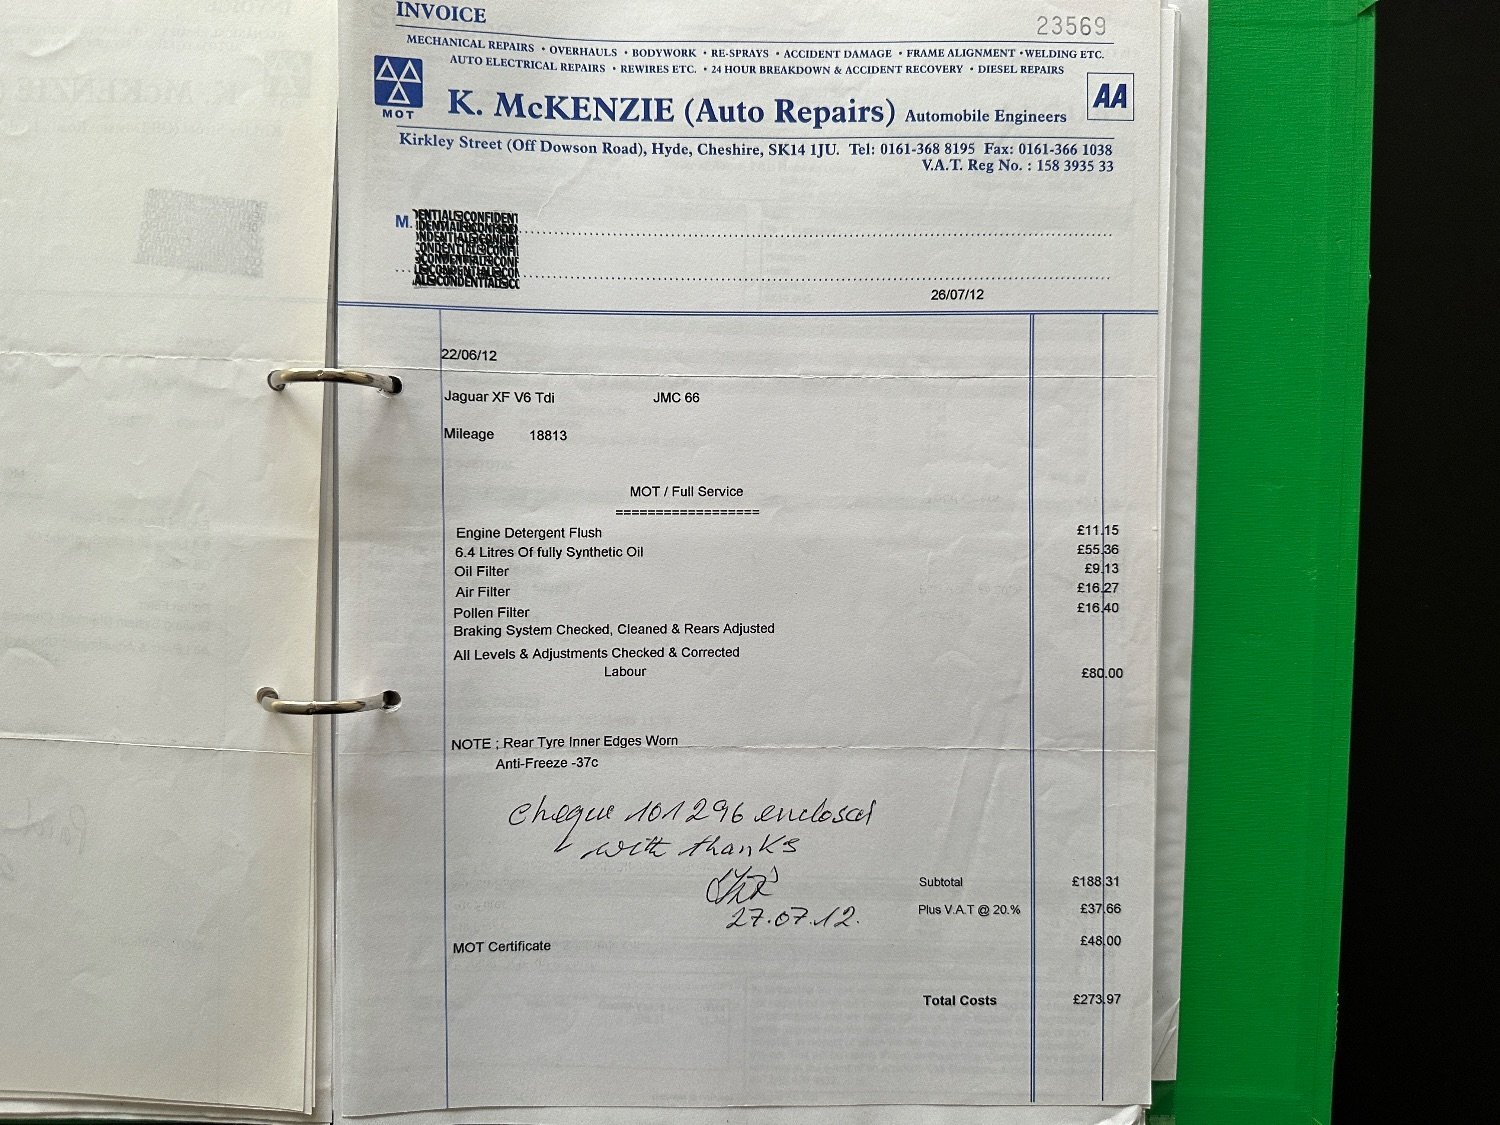 INVOICE
23569
MECHANICAL REPAIRS • OVERHAULS • BODYWORK • RE-SPRAYS • ACCIDENT DAMAGE • FRAME ALIGNMENT • WELDING ETC.
AUTO ELECTRICAL REPAIRS • REWIRES ETC. • 24 HOUR BREAKDOWN & ACCIDENT RECOVERY • DIESEL REPAIRS
MOT
K. McKENZIE (Auto Repairs) Automobile Engineers
AA
Kirkley Street (Off Dowson Road), Hyde, Cheshire, SK14 1JU. Tel: 0161-368 8195 Fax: 0161-366 1038
V.A.T. Reg No. : 158 3935 33
M.
26/07/12
22/06/12
Jaguar XF V6 Tdi JMC 66
Mileage 18813
MOT / Full Service
==================
Engine Detergent Flush £11.15
6.4 Litres Of fully Synthetic Oil £55.36
Oil Filter £9.13
Air Filter £16.27
Pollen Filter £16.40
Braking System Checked, Cleaned & Rears Adjusted
All Levels & Adjustments Checked & Corrected
Labour £80.00
NOTE ; Rear Tyre Inner Edges Worn
Anti-Freeze -37c
Cheque 101296 enclosed
with thanks
27.07.12.
Subtotal £188.31
Plus V.A.T @ 20.% £37.66
MOT Certificate £48.00
Total Costs £273.97